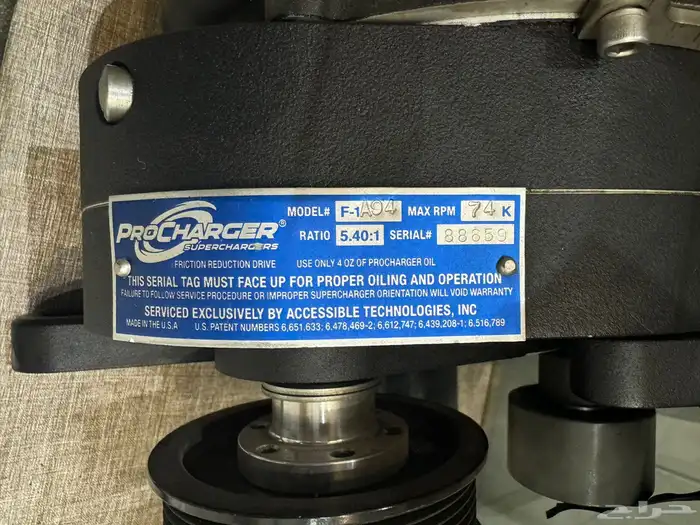 PROCHARGER®
SUPERCHARGERS
MODEL# F-1A94 MAX RPM 74 K
RATIO 5.40:1 SERIAL# 88659
FRICTION REDUCTION DRIVE USE ONLY 4 OZ OF PROCHARGER OIL
THIS SERIAL TAG MUST FACE UP FOR PROPER OILING AND OPERATION
FAILURE TO FOLLOW SERVICE PROCEDURE OR IMPROPER SUPERCHARGER ORIENTATION WILL VOID WARRANTY
SERVICED EXCLUSIVELY BY ACCESSIBLE TECHNOLOGIES, INC
MADE IN THE U.S.A U.S. PATENT NUMBERS 6,651.633; 6,478,469-2; 6,612,747; 6,439,208-1; 6.516,789
حراج